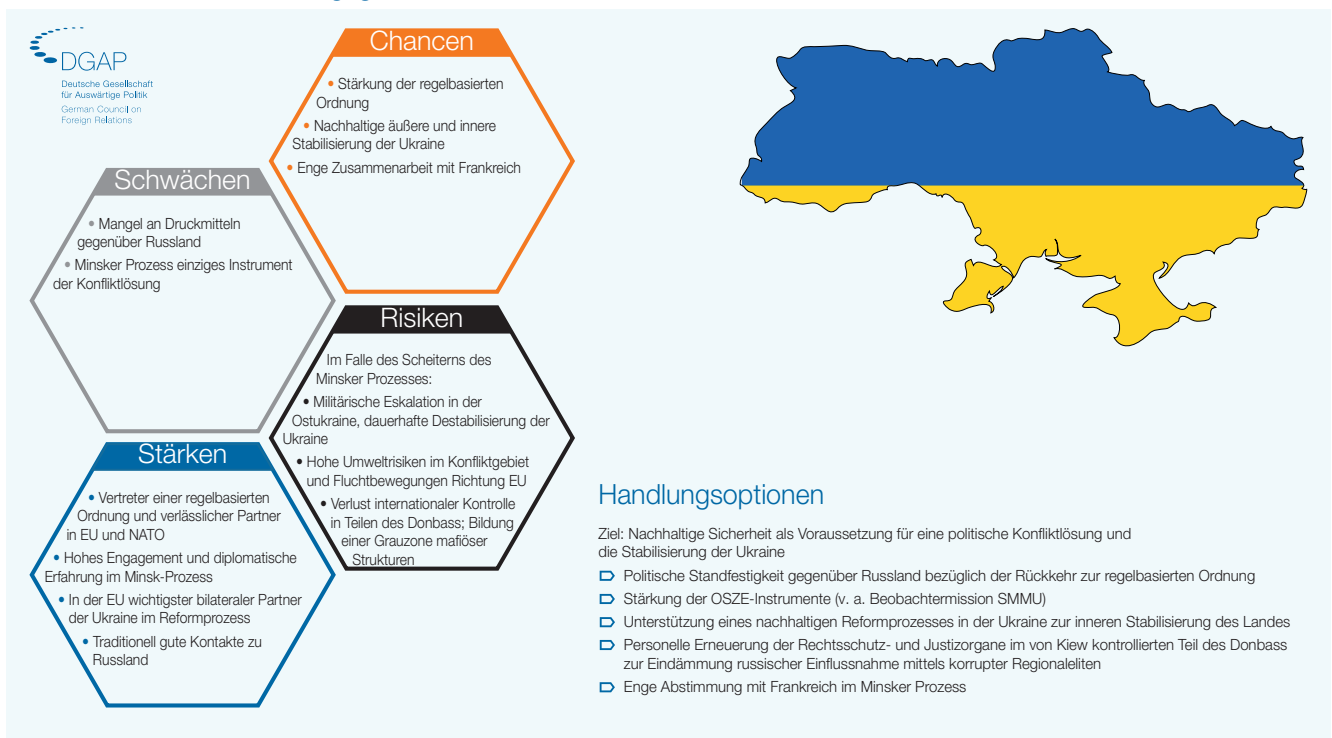 DGAP
Deutsche Gesellschaft
für Auswärtige Politik
German Council on
Foreign Relations
Chancen
• Stärkung der regelbasierten
Ordnung
• Nachhaltige äußere und innere
Stabilisierung der Ukraine
• Enge Zusammenarbeit mit Frankreich
Schwächen
• Mangel an Druckmitteln
gegenüber Russland
• Minsker Prozess einziges Instrument
der Konfliktlösung
Risiken
Im Falle des Scheiterns des
Minsker Prozesses:
• Militärische Eskalation in der
Ostukraine, dauerhafte Destabilisierung der
Ukraine
• Hohe Umweltrisiken im Konfliktgebiet
und Fluchtbewegungen Richtung EU
• Verlust internationaler Kontrolle
in Teilen des Donbass; Bildung
einer Grauzone mafiöser
Strukturen
Stärken
• Vertreter einer regelbasierten
Ordnung und verlässlicher Partner
in EU und NATO
• Hohes Engagement und diplomatische
Erfahrung im Minsk-Prozess
• In der EU wichtigster bilateraler Partner
der Ukraine im Reformprozess
• Traditionell gute Kontakte zu
Russland
Handlungsoptionen
Ziel: Nachhaltige Sicherheit als Voraussetzung für eine politische Konfliktlösung und
die Stabilisierung der Ukraine
Politische Standfestigkeit gegenüber Russland bezüglich der Rückkehr zur regelbasierten Ordnung
Stärkung der OSZE-Instrumente (v. a. Beobachtermission SMMU)
Unterstützung eines nachhaltigen Reformprozesses in der Ukraine zur inneren Stabilisierung des Landes
Personelle Erneuerung der Rechtsschutz- und Justizorgane im von Kiew kontrollierten Teil des Donbass
zur Eindämmung russischer Einflussnahme mittels korrupter Regionaleliten
Enge Abstimmung mit Frankreich im Minsker Prozess